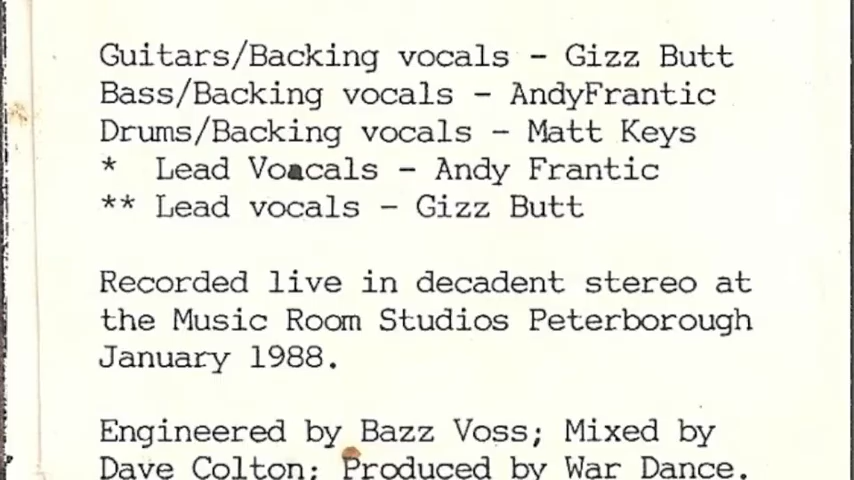 Guitars/Backing vocals - Gizz Butt
Bass/Backing vocals - AndyFrantic
Drums/Backing vocals - Matt Keys
*  Lead Voacals - Andy Frantic
** Lead vocals - Gizz Butt
Recorded live in decadent stereo at
the Music Room Studios Peterborough
January 1988.
Engineered by Bazz Voss; Mixed by
Dave Colton; Produced by War Dance.